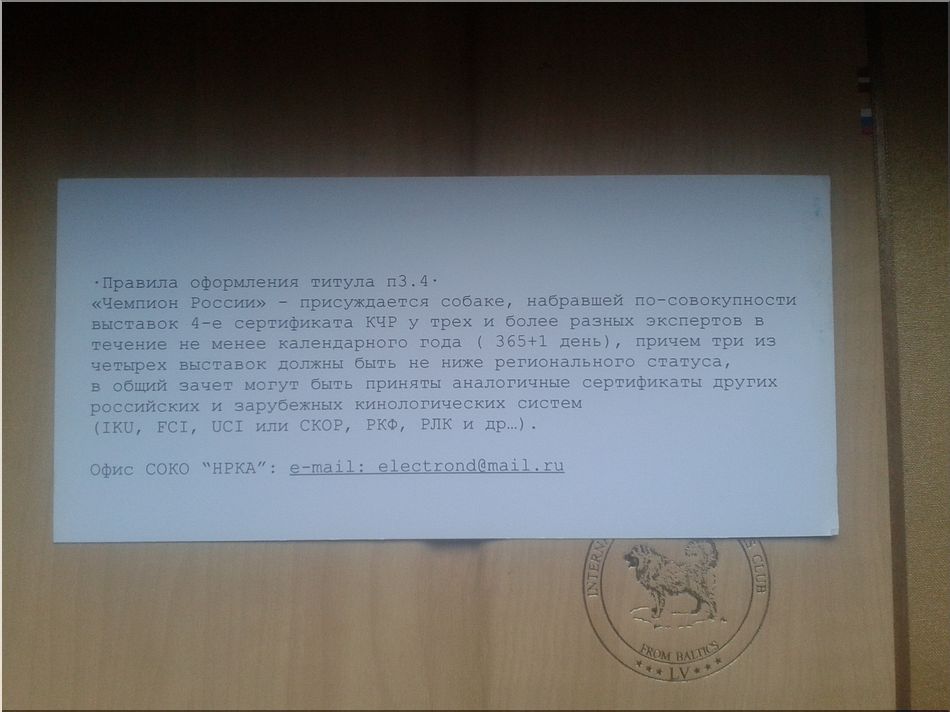 ·Правила оформления титула п3.4·
«Чемпион России» - присуждается собаке, набравшей по-совокупности
выставок 4-е сертификата КЧР у трех и более разных экспертов в
течение не менее календарного года ( 365+1 день), причем три из
четырех выставок должны быть не ниже регионального статуса,
в общий зачет могут быть приняты аналогичные сертификаты других
российских и зарубежных кинологических систем
(IKU, FCI, UCI или СКОР, РКФ, РЛК и др…).
Офис СОКО “НРКА”: e-mail: electrond@mail.ru
CLUB
FROM BALTICS
LV